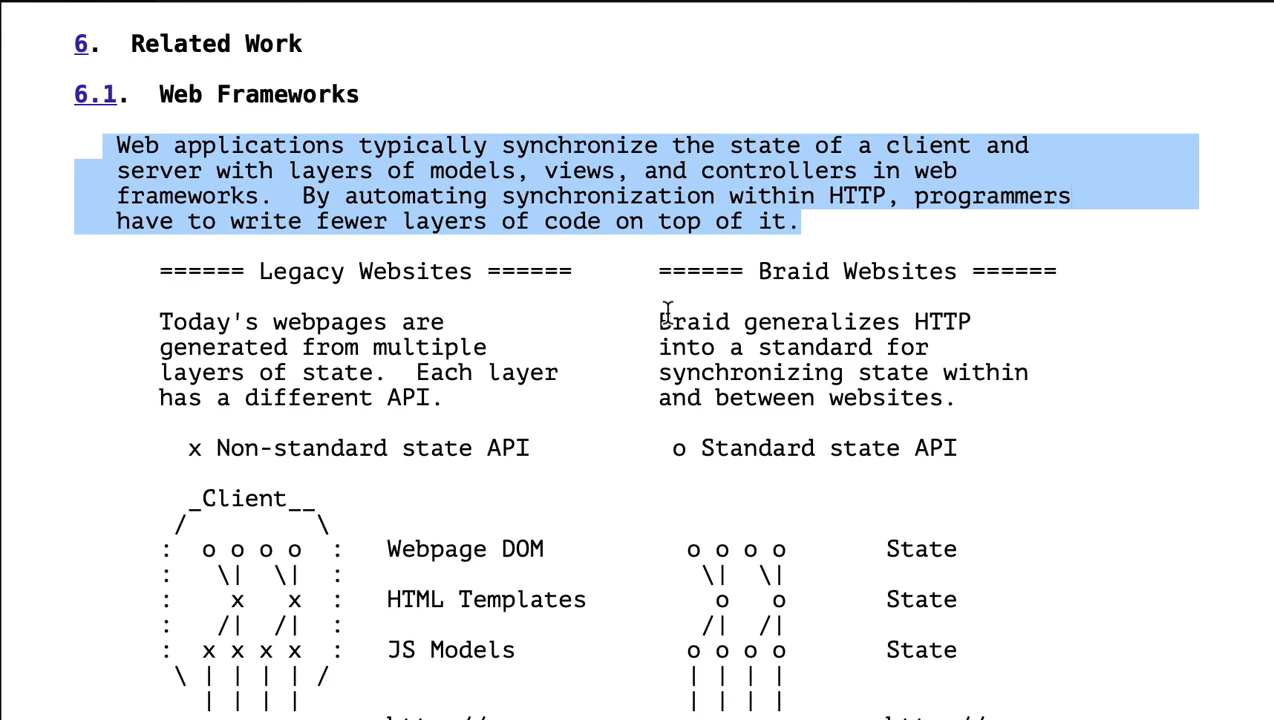 6.  Related Work
6.1.  Web Frameworks
Web applications typically synchronize the state of a client and
server with layers of models, views, and controllers in web
frameworks.  By automating synchronization within HTTP, programmers
have to write fewer layers of code on top of it.
====== Legacy Websites ======      ====== Braid Websites ======
Today's webpages are               Braid generalizes HTTP
generated from multiple            into a standard for
layers of state.  Each layer       synchronizing state within
has a different API.               and between websites.
  x Non-standard state API          o Standard state API
  _Client__
 /         \
:  o o o o  :   Webpage DOM          o o o o       State
:   \|  \|  :                         \|  \|
:    x   x  :   HTML Templates         o   o       State
:   /|  /|  :                         /|  /|
:  x x x x  :   JS Models            o o o o       State
 \ | | | | /                         | | | |
   | | | |                           | | | |